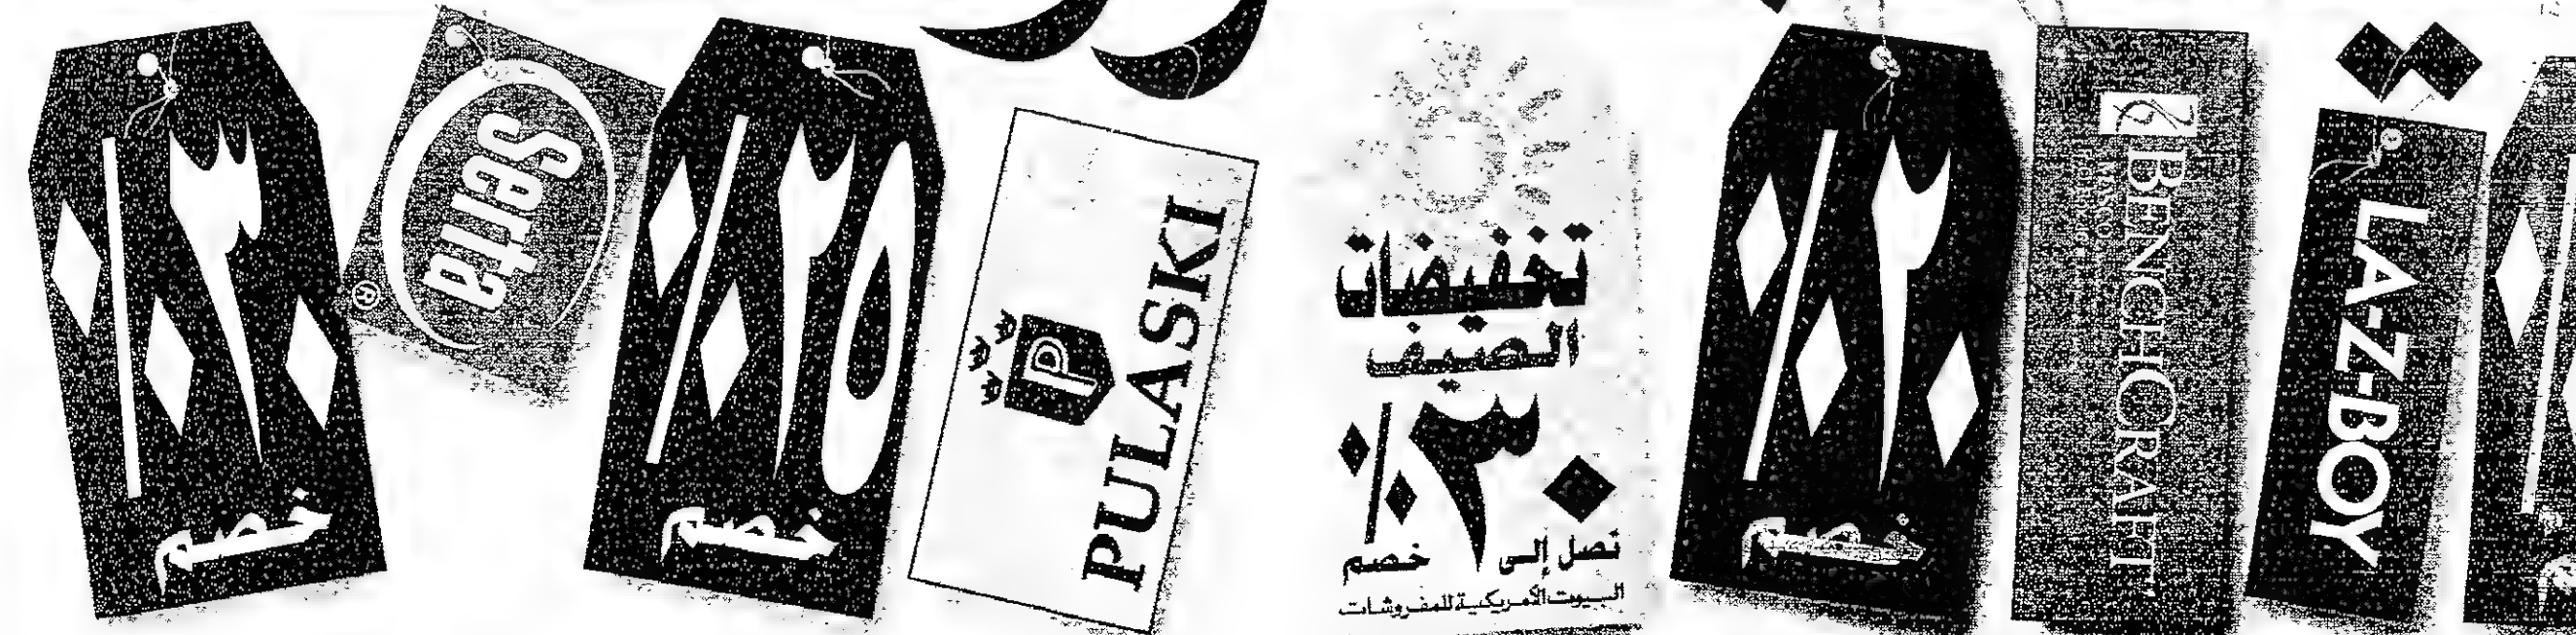 ٣٠٪
خصم
Serta®
٢٥٪
خصم
PULASKI
تخفيضات
الصيف
٣٠٪
تصل إلى خصم
البيوت الأمريكية للمفروشات
٢٠٪
خصم
BENCHCRAFT
LA-Z-BOY